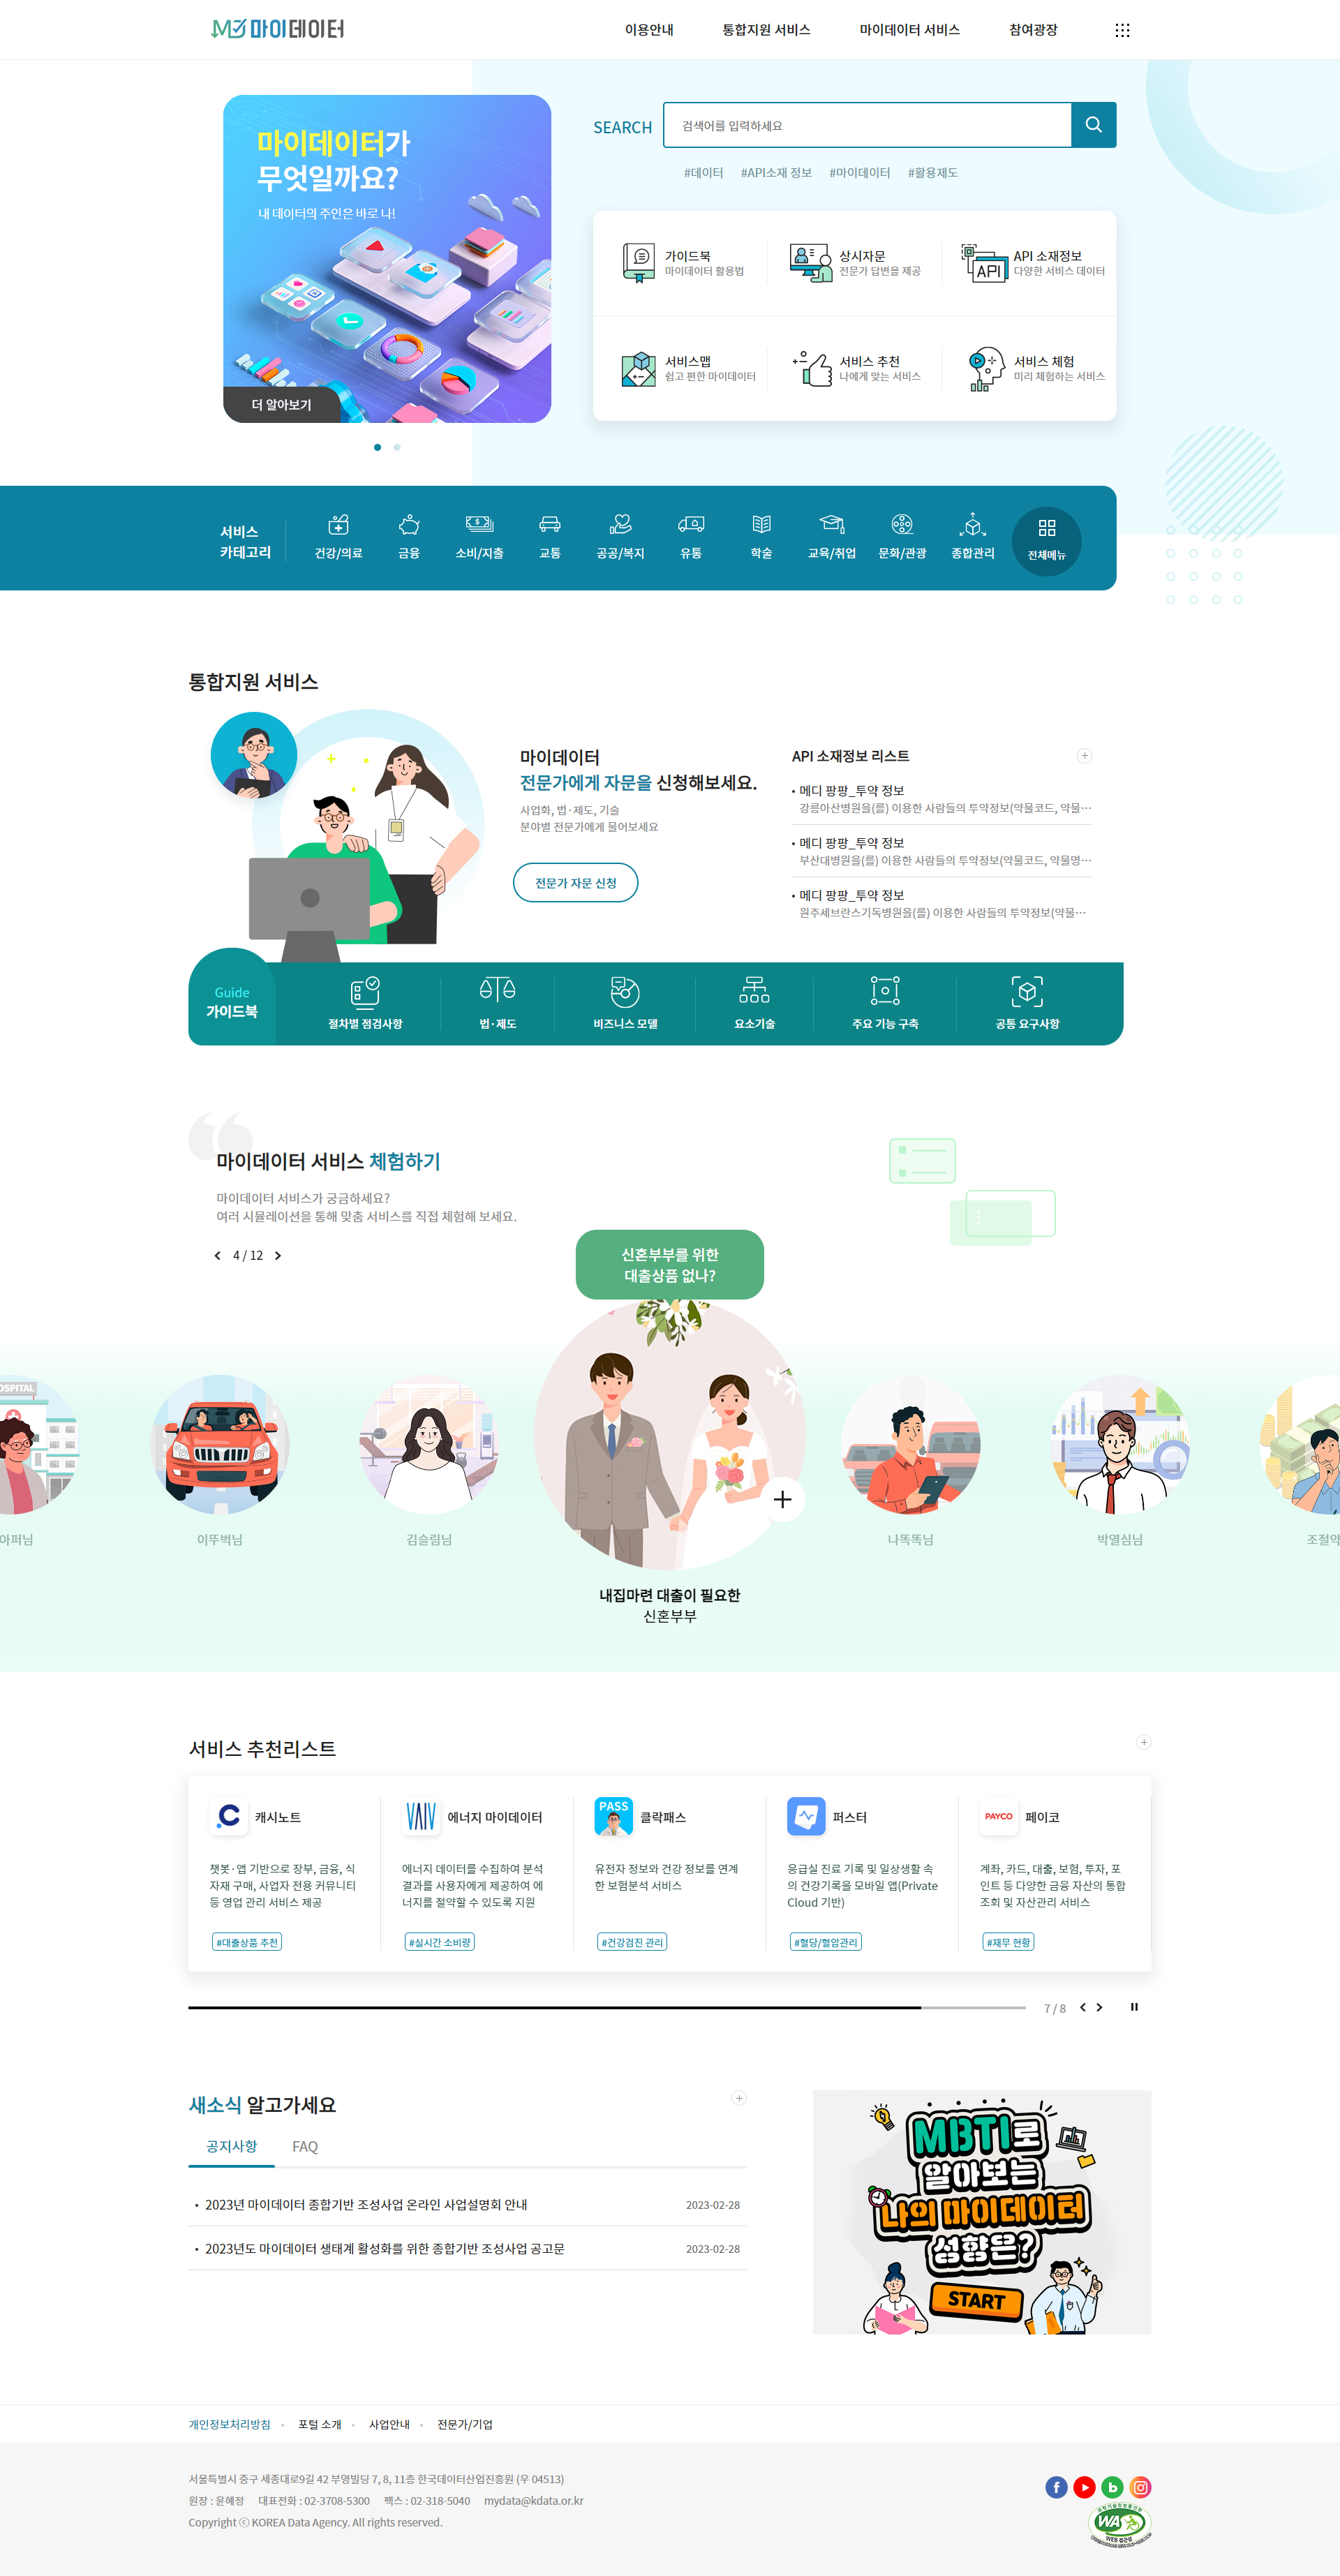 마이데이터
이용안내
통합지원 서비스
마이데이터 서비스
참여광장
마이데이터가
무엇일까요?
내 데이터의 주인은 바로 나!
더 알아보기
SEARCH
검색어를 입력하세요
#데이터 #API소재 정보 #마이데이터 #활용제도
가이드북
마이데이터 활용법
상시자문
전문가 답변을 제공
API
API 소재정보
다양한 서비스 데이터
서비스맵
쉽고 편한 마이데이터
서비스 추천
나에게 맞는 서비스
서비스 체험
미리 체험하는 서비스
서비스
카테고리
건강/의료
금융
소비/지출
교통
공공/복지
유통
학술
교육/취업
문화/관광
종합관리
전체메뉴
통합지원 서비스
마이데이터
전문가에게 자문을 신청해보세요.
사업화, 법·제도, 기술
분야별 전문가에게 물어보세요
전문가 자문 신청
API 소재정보 리스트
메디 팡팡_투약 정보
강릉아산병원을(를) 이용한 사람들의 투약정보(약물코드, 약물…
메디 팡팡_투약 정보
부산대병원을(를) 이용한 사람들의 투약정보(약물코드, 약물명…
메디 팡팡_투약 정보
원주세브란스기독병원을(를) 이용한 사람들의 투약정보(약물…
Guide
가이드북
절차별 점검사항
법·제도
비즈니스 모델
요소기술
주요 기능 구축
공통 요구사항
마이데이터 서비스 체험하기
마이데이터 서비스가 궁금하세요?
여러 시뮬레이션을 통해 맞춤 서비스를 직접 체험해 보세요.
4 / 12
신혼부부를 위한
대출상품 없나?
OSPITAL
아퍼님
이뚜벅님
김슬림님
내집마련 대출이 필요한
신혼부부
나똑똑님
박열심님
조절약
서비스 추천리스트
캐시노트
챗봇·앱 기반으로 장부, 금융, 식
자재 구매, 사업자 전용 커뮤니티
등 영업 관리 서비스 제공
#대출상품 추천
VAIV
에너지 마이데이터
에너지 데이터를 수집하여 분석
결과를 사용자에게 제공하여 에
너지를 절약할 수 있도록 지원
#실시간 소비량
PASS
클락패스
유전자 정보와 건강 정보를 연계
한 보험분석 서비스
#건강검진 관리
퍼스터
응급실 진료 기록 및 일상생활 속
의 건강기록을 모바일 앱(Private
Cloud 기반)
#혈당/혈압관리
PAYCO
페이코
계좌, 카드, 대출, 보험, 투자, 포
인트 등 다양한 금융 자산의 통합
조회 및 자산관리 서비스
#재무 현황
7 / 8
새소식 알고가세요
공지사항
FAQ
2023년 마이데이터 종합기반 조성사업 온라인 사업설명회 안내
2023-02-28
2023년도 마이데이터 생태계 활성화를 위한 종합기반 조성사업 공고문
2023-02-28
MBTI로
알아보는
나의 마이데이터
성향은?
START
개인정보처리방침
포털 소개
사업안내
전문가/기업
서울특별시 중구 세종대로9길 42 부영빌딩 7, 8, 11층 한국데이터산업진흥원 (우 04513)
원장 : 윤혜정 대표전화 : 02-3708-5300 팩스 : 02-318-5040 mydata@kdata.or.kr
Copyright ⓒ KOREA Data Agency. All rights reserved.
WA
WEB 접근성